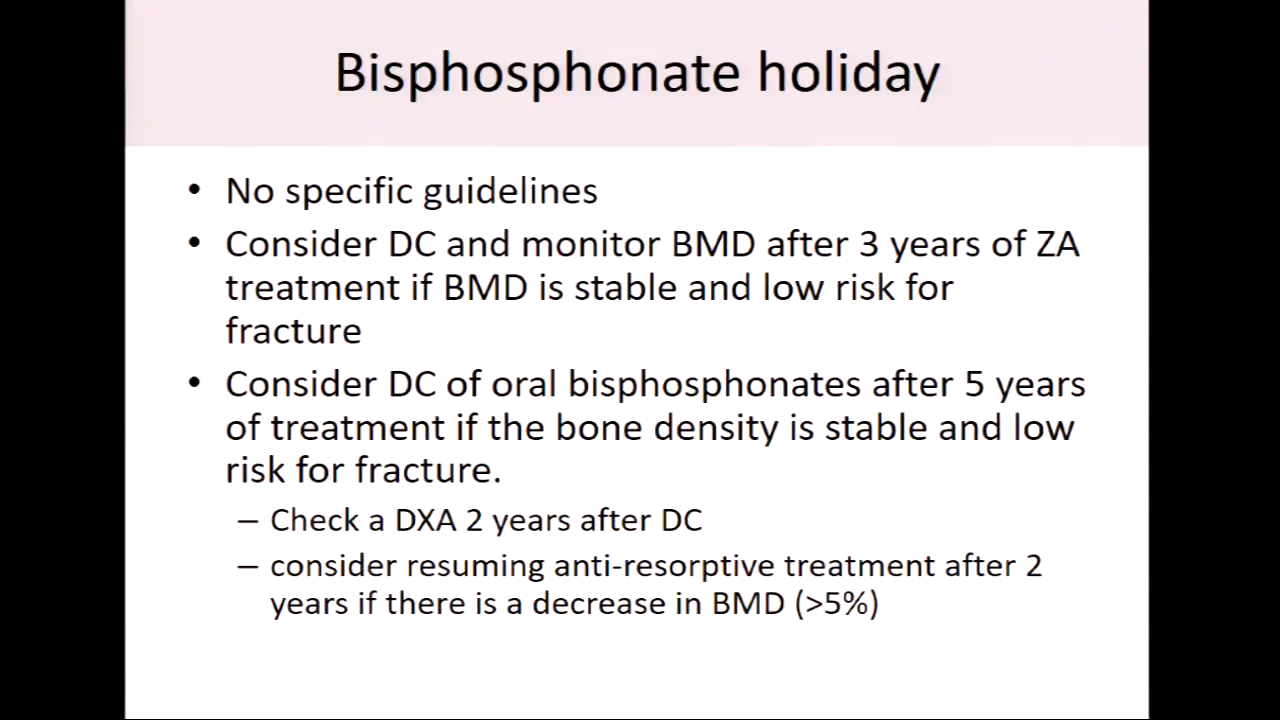 Bisphosphonate holiday
• No specific guidelines
• Consider DC and monitor BMD after 3 years of ZA
treatment if BMD is stable and low risk for
fracture
• Consider DC of oral bisphosphonates after 5 years
of treatment if the bone density is stable and low
risk for fracture.
– Check a DXA 2 years after DC
– consider resuming anti-resorptive treatment after 2
years if there is a decrease in BMD (>5%)